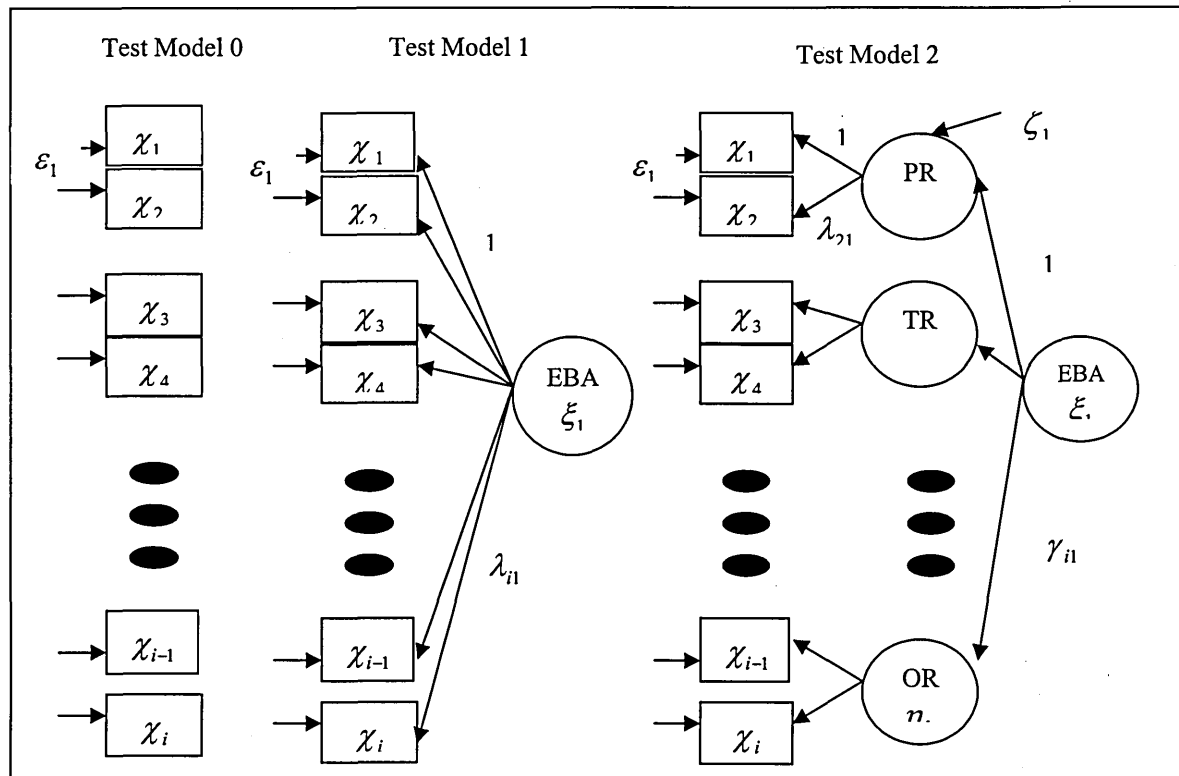 Test Model 0
Test Model 1
Test Model 2
ε₁
χ₁
χ₂
χ₃
χ₄
χᵢ₋₁
χᵢ
ε₁
χ₁
χ₂
χ₃
χ₄
χᵢ₋₁
χᵢ
1
λᵢ₁
EBA
ξ₁
ε₁
χ₁
χ₂
χ₃
χ₄
χᵢ₋₁
χᵢ
1
λ₂₁
PR
ζ₁
TR
OR
1
γᵢ₁
EBA
ξ₁